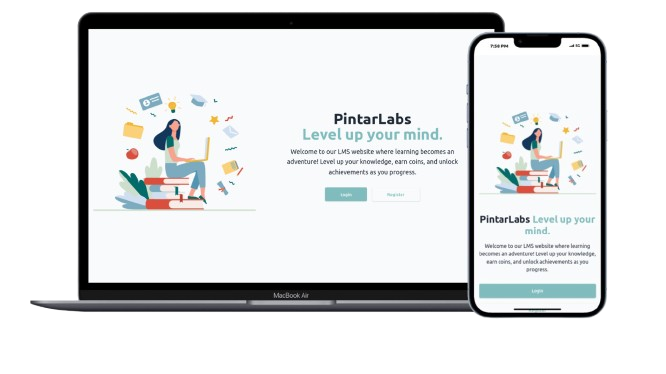 PintarLabs
Level up your mind.
Welcome to our LMS website where learning becomes an
adventure! Level up your knowledge, earn coins, and unlock
achievements as you progress.
Login
Register
MacBook Air
7:56 PM
PintarLabs Level up your
mind.
Welcome to our LMS website where learning
becomes an adventure! Level up your knowledge,
earn coins, and unlock achievements as you
progress.
Login